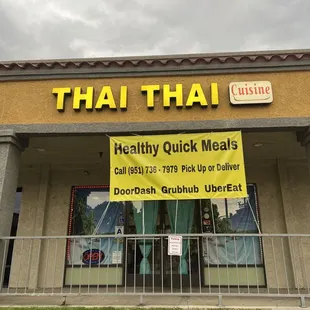 THAI THAI Cuisine
Healthy Quick Meals
Call (951) 736 - 7979 Pick Up or Deliver
DoorDash Grubhub UberEat